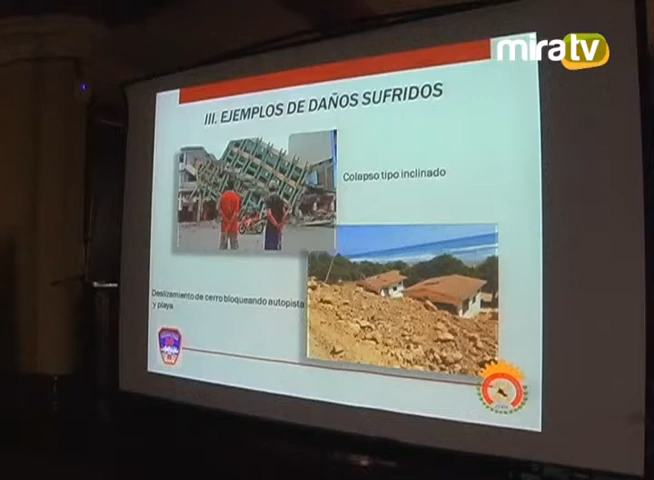 miratv
III. EJEMPLOS DE DAÑOS SUFRIDOS
Colapso tipo inclinado
Deslizamiento de cerro bloqueando autopista
y playa